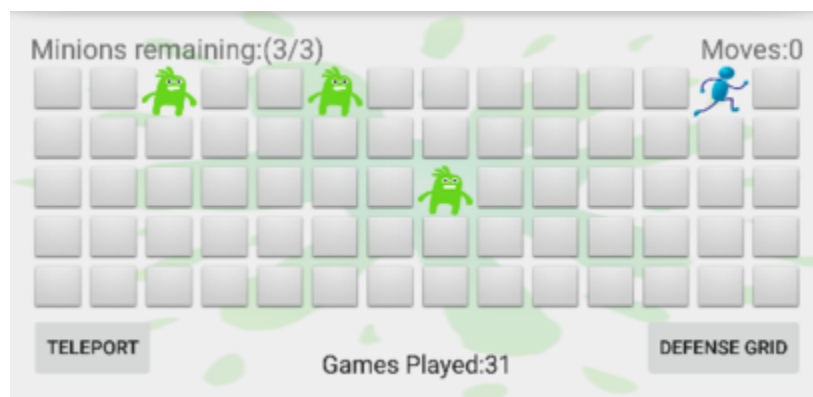 Minions remaining:(3/3)
Moves:0
TELEPORT
Games Played:31
DEFENSE GRID